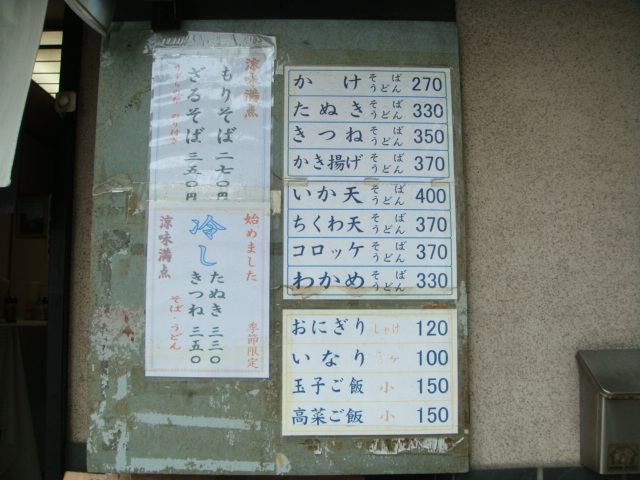 かけ そば うどん 270
たぬき そば うどん 330
きつね そば うどん 350
かき揚げ そば うどん 370
いか天 そば うどん 400
ちくわ天 そば うどん 370
コロッケ そば うどん 370
わかめ そば うどん 330
おにぎり しゃけ 120
いなり 100
玉子ご飯 小 150
高菜ご飯 小 150
涼味満点
もりそば 二七〇円
ざるそば 三五〇円
始めました
冷し
たぬき 三三〇
きつね 三五〇
そば・うどん
涼味満点
季節限定